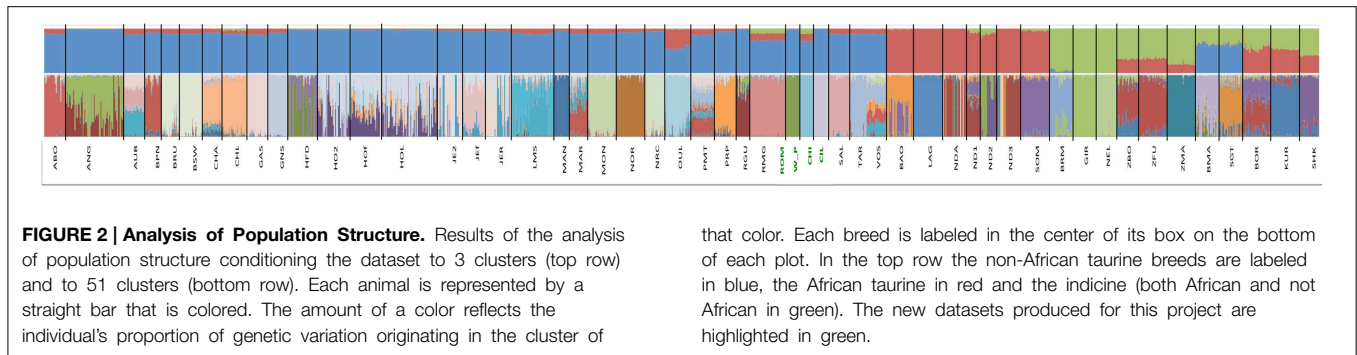 ABO ANG AUB BPN BRU BSW CHA CHL GAS GNS HFD HO2 HOF HOL JE2 JEI JER LMS MAN MAR MON NOR NRC OUL PMT PRP RGU RMG ROM W_P CHI CIL SAL TAR VOS BAO LAG NDA ND1 ND2 ND3 SOM BRM GIR NEL ZBO ZFU ZMA BMA SGT BOR KUR SHK
FIGURE 2 | Analysis of Population Structure. Results of the analysis
of population structure conditioning the dataset to 3 clusters (top row)
and to 51 clusters (bottom row). Each animal is represented by a
straight bar that is colored. The amount of a color reflects the
individual's proportion of genetic variation originating in the cluster of
that color. Each breed is labeled in the center of its box on the bottom
of each plot. In the top row the non-African taurine breeds are labeled
in blue, the African taurine in red and the indicine (both African and not
African in green). The new datasets produced for this project are
highlighted in green.